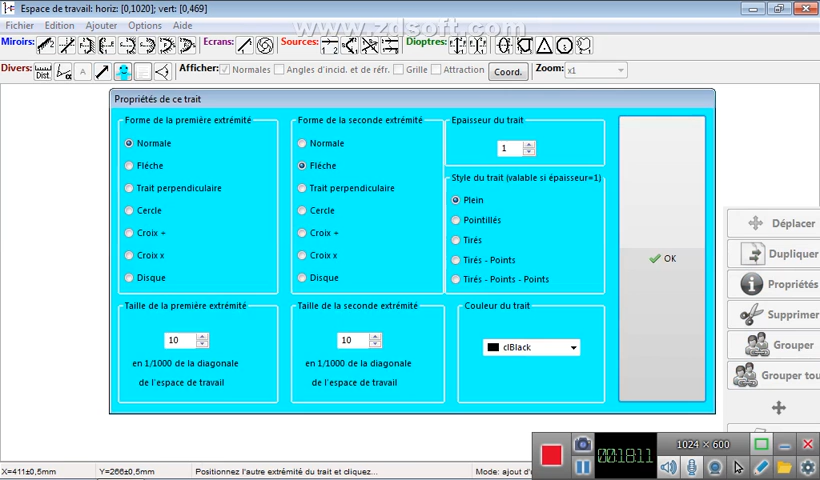 Espace de travail: horiz: [0,1020]; vert: [0,469]
www.zdsoft.com
Fichier Edition Ajouter Options Aide
Miroirs: Ecrans: Sources: Dioptres:
Divers: Dist. A Afficher: Normales Angles d'incid. et de réfr. Grille Attraction Coord. Zoom: x1
Propriétés de ce trait
Forme de la première extrémité
Normale
Flèche
Trait perpendiculaire
Cercle
Croix +
Croix x
Disque
Forme de la seconde extrémité
Normale
Flèche
Trait perpendiculaire
Cercle
Croix +
Croix x
Disque
Epaisseur du trait
1
Style du trait (valable si épaisseur=1)
Plein
Pointillés
Tirés
Tirés - Points
Tirés - Points - Points
OK
Taille de la première extrémité
10
en 1/1000 de la diagonale
de l'espace de travail
Taille de la seconde extrémité
10
en 1/1000 de la diagonale
de l'espace de travail
Couleur du trait
clBlack
Déplacer
Dupliquer
Propriétés
Supprimer
Grouper
Grouper tou
X=411±0,5mm Y=266±0,5mm Positionnez l'autre extrémité du trait et cliquez... Mode: ajout d'
00:18:11
1024 × 600